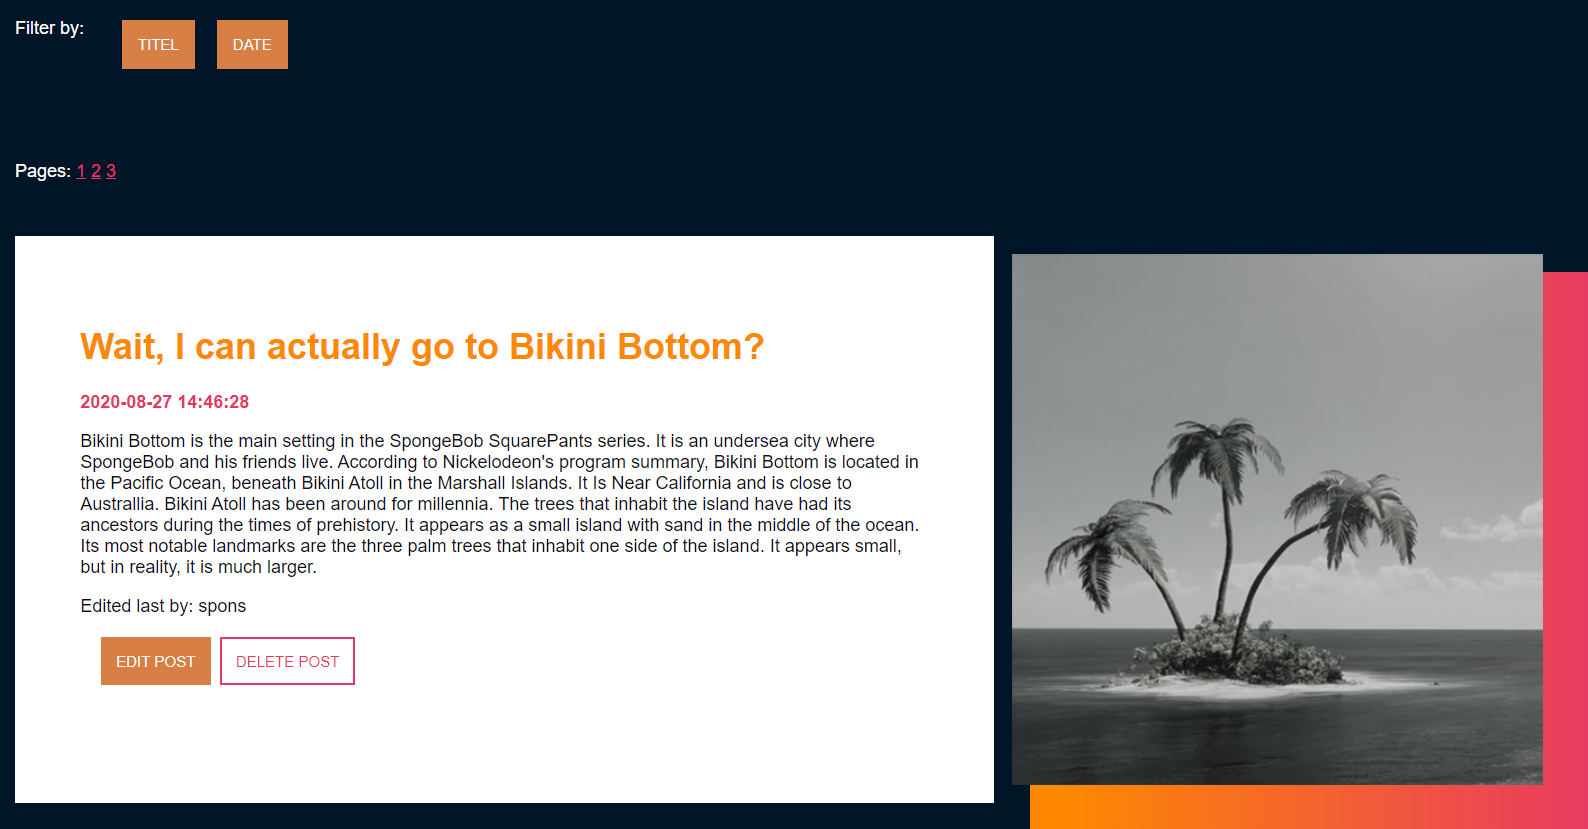 Filter by:
TITEL
DATE
Pages: 1 2 3
Wait, I can actually go to Bikini Bottom?
2020-08-27 14:46:28
Bikini Bottom is the main setting in the SpongeBob SquarePants series. It is an undersea city where
SpongeBob and his friends live. According to Nickelodeon's program summary, Bikini Bottom is located in
the Pacific Ocean, beneath Bikini Atoll in the Marshall Islands. It Is Near California and is close to
Australlia. Bikini Atoll has been around for millennia. The trees that inhabit the island have had its
ancestors during the times of prehistory. It appears as a small island with sand in the middle of the ocean.
Its most notable landmarks are the three palm trees that inhabit one side of the island. It appears small,
but in reality, it is much larger.
Edited last by: spons
EDIT POST
DELETE POST